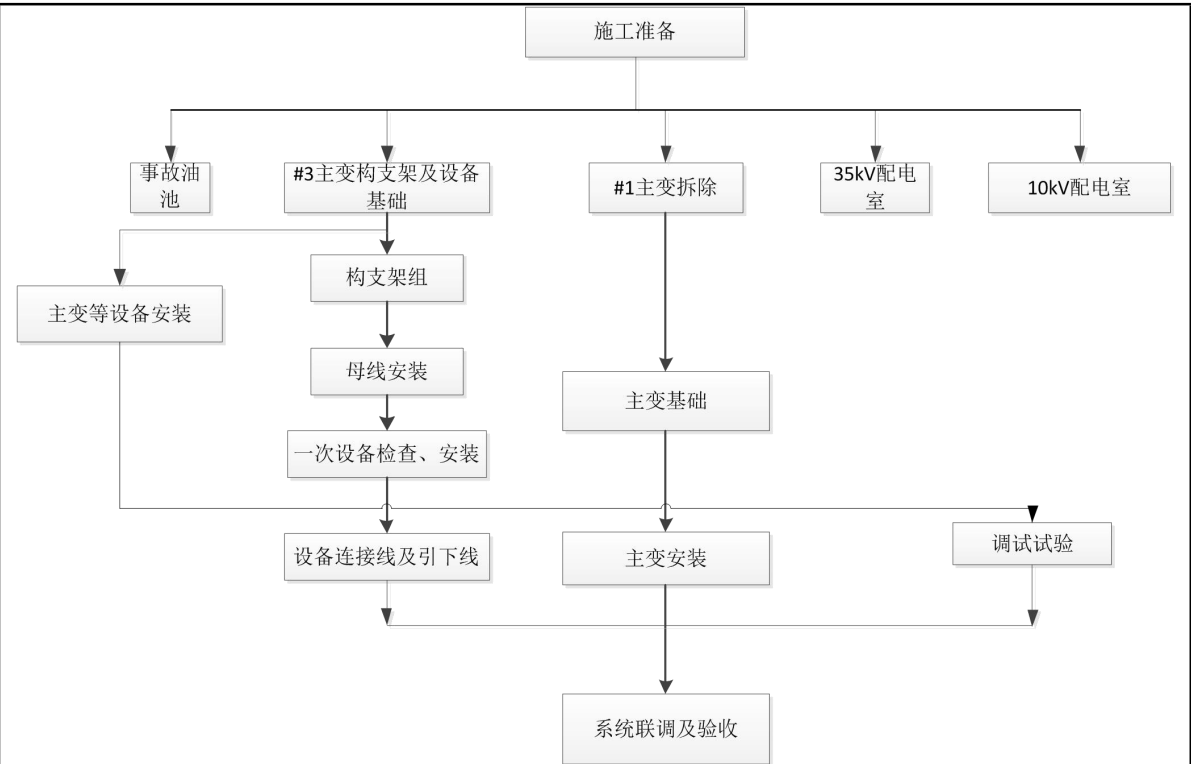 施工准备
事故油
池
#3主变构支架及设备
基础
#1主变拆除
35kV配电
室
10kV配电室
主变等设备安装
构支架组
母线安装
主变基础
一次设备检查、安装
设备连接线及引下线
主变安装
调试试验
系统联调及验收